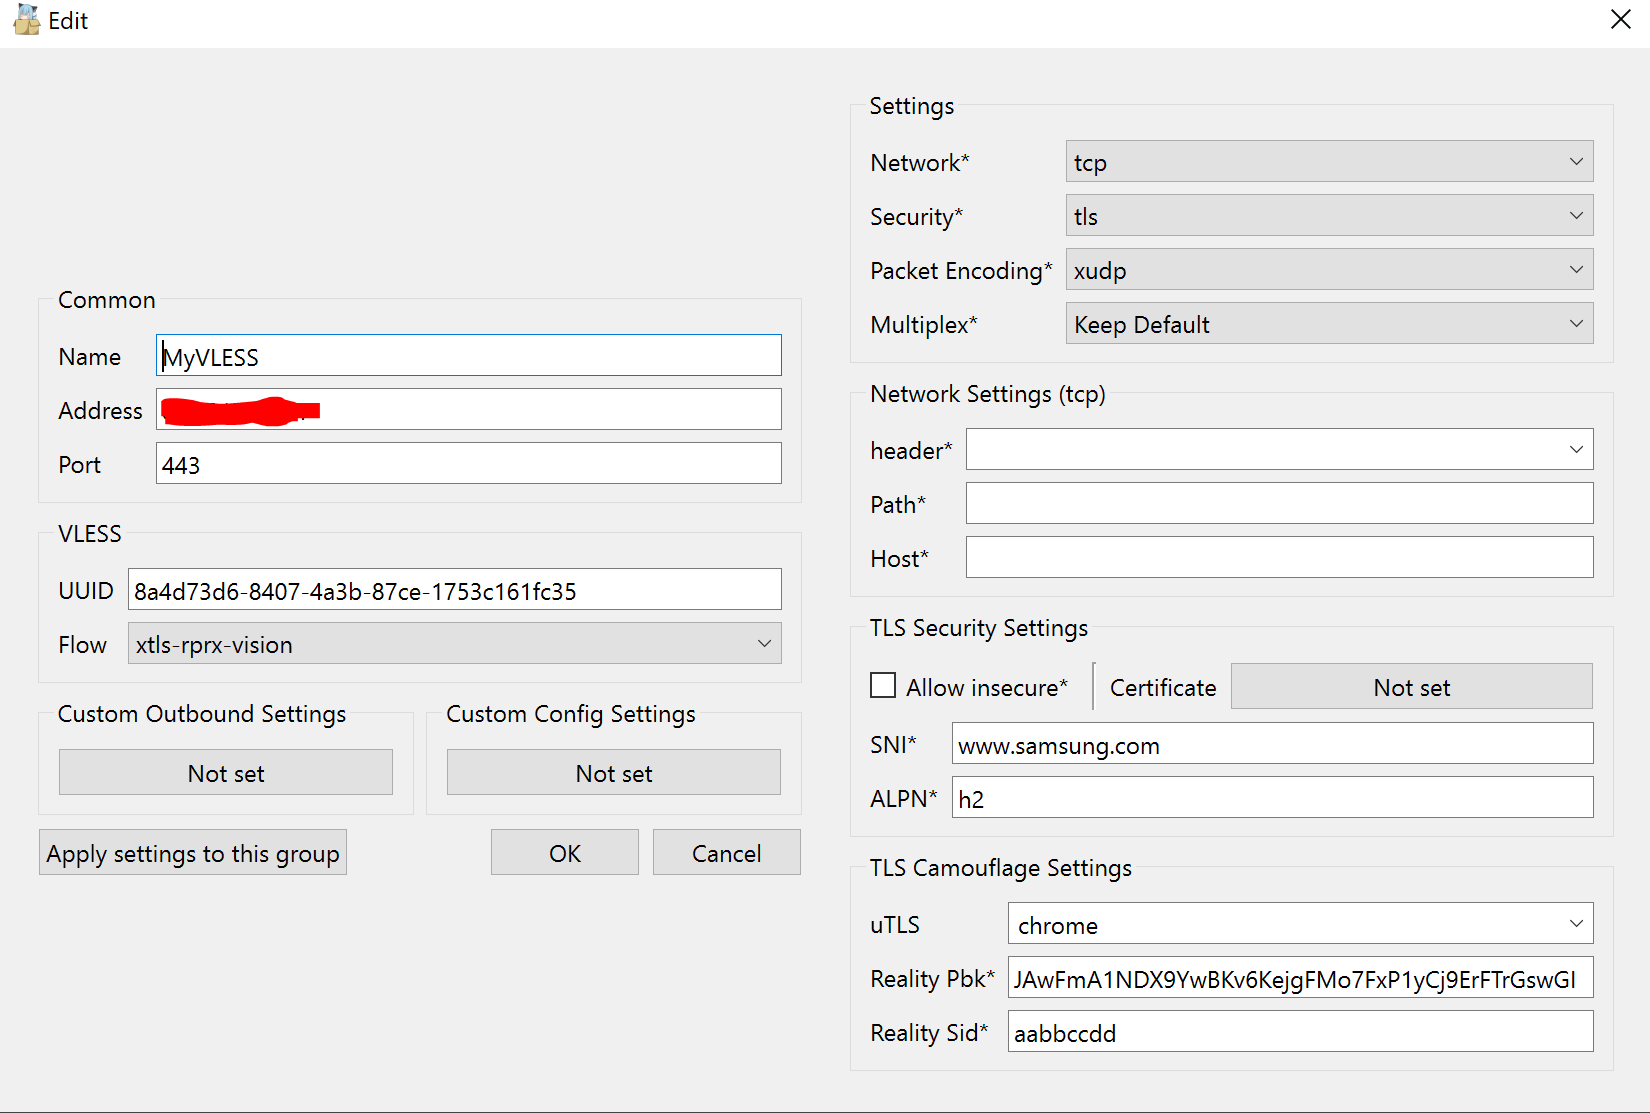 Edit
Common
Name
MyVLESS
Address
Port
443
VLESS
UUID
8a4d73d6-8407-4a3b-87ce-1753c161fc35
Flow
xtls-rprx-vision
Custom Outbound Settings
Not set
Custom Config Settings
Not set
Apply settings to this group
OK
Cancel
Settings
Network*
tcp
Security*
tls
Packet Encoding*
xudp
Multiplex*
Keep Default
Network Settings (tcp)
header*
Path*
Host*
TLS Security Settings
Allow insecure*
Certificate
Not set
SNI*
www.samsung.com
ALPN*
h2
TLS Camouflage Settings
uTLS
chrome
Reality Pbk*
JAwFmA1NDX9YwBKv6KejgFMo7FxP1yCj9ErFTrGswGI
Reality Sid*
aabbccdd